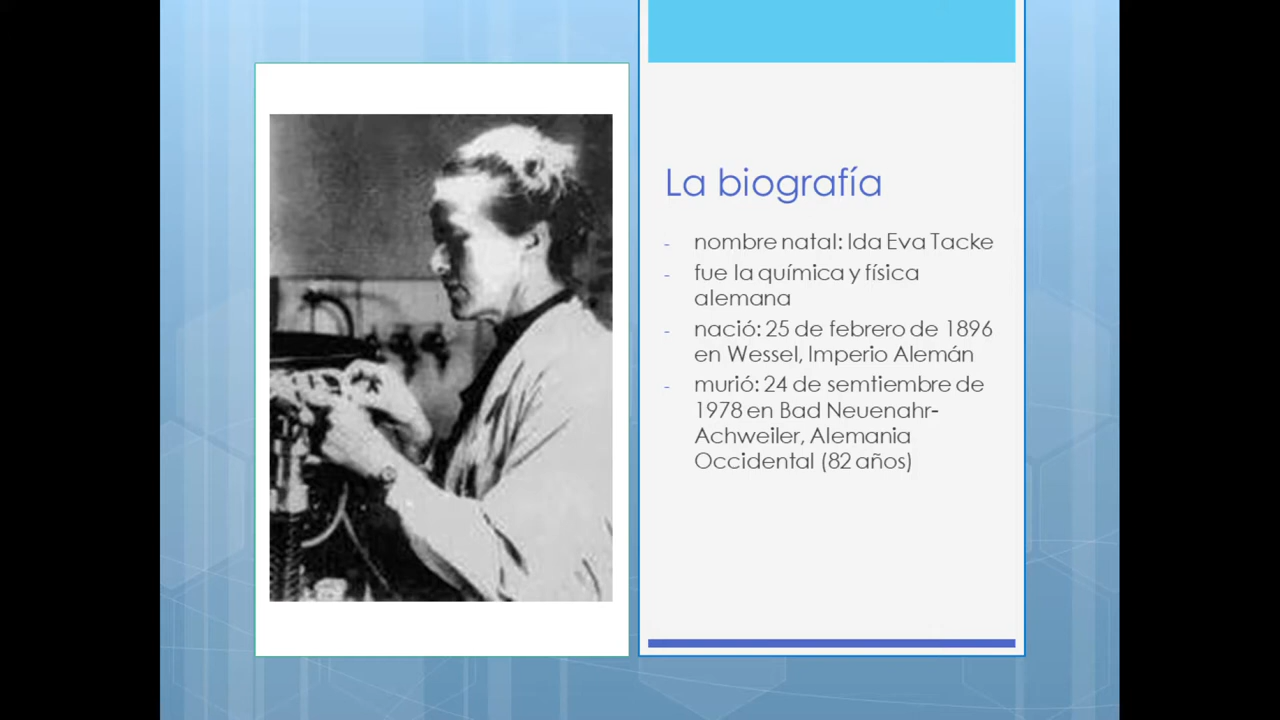 La biografía
- nombre natal: Ida Eva Tacke
- fue la química y física
alemana
- nació: 25 de febrero de 1896
en Wessel, Imperio Alemán
- murió: 24 de semtiembre de
1978 en Bad Neuenahr-
Achweiler, Alemania
Occidental (82 años)